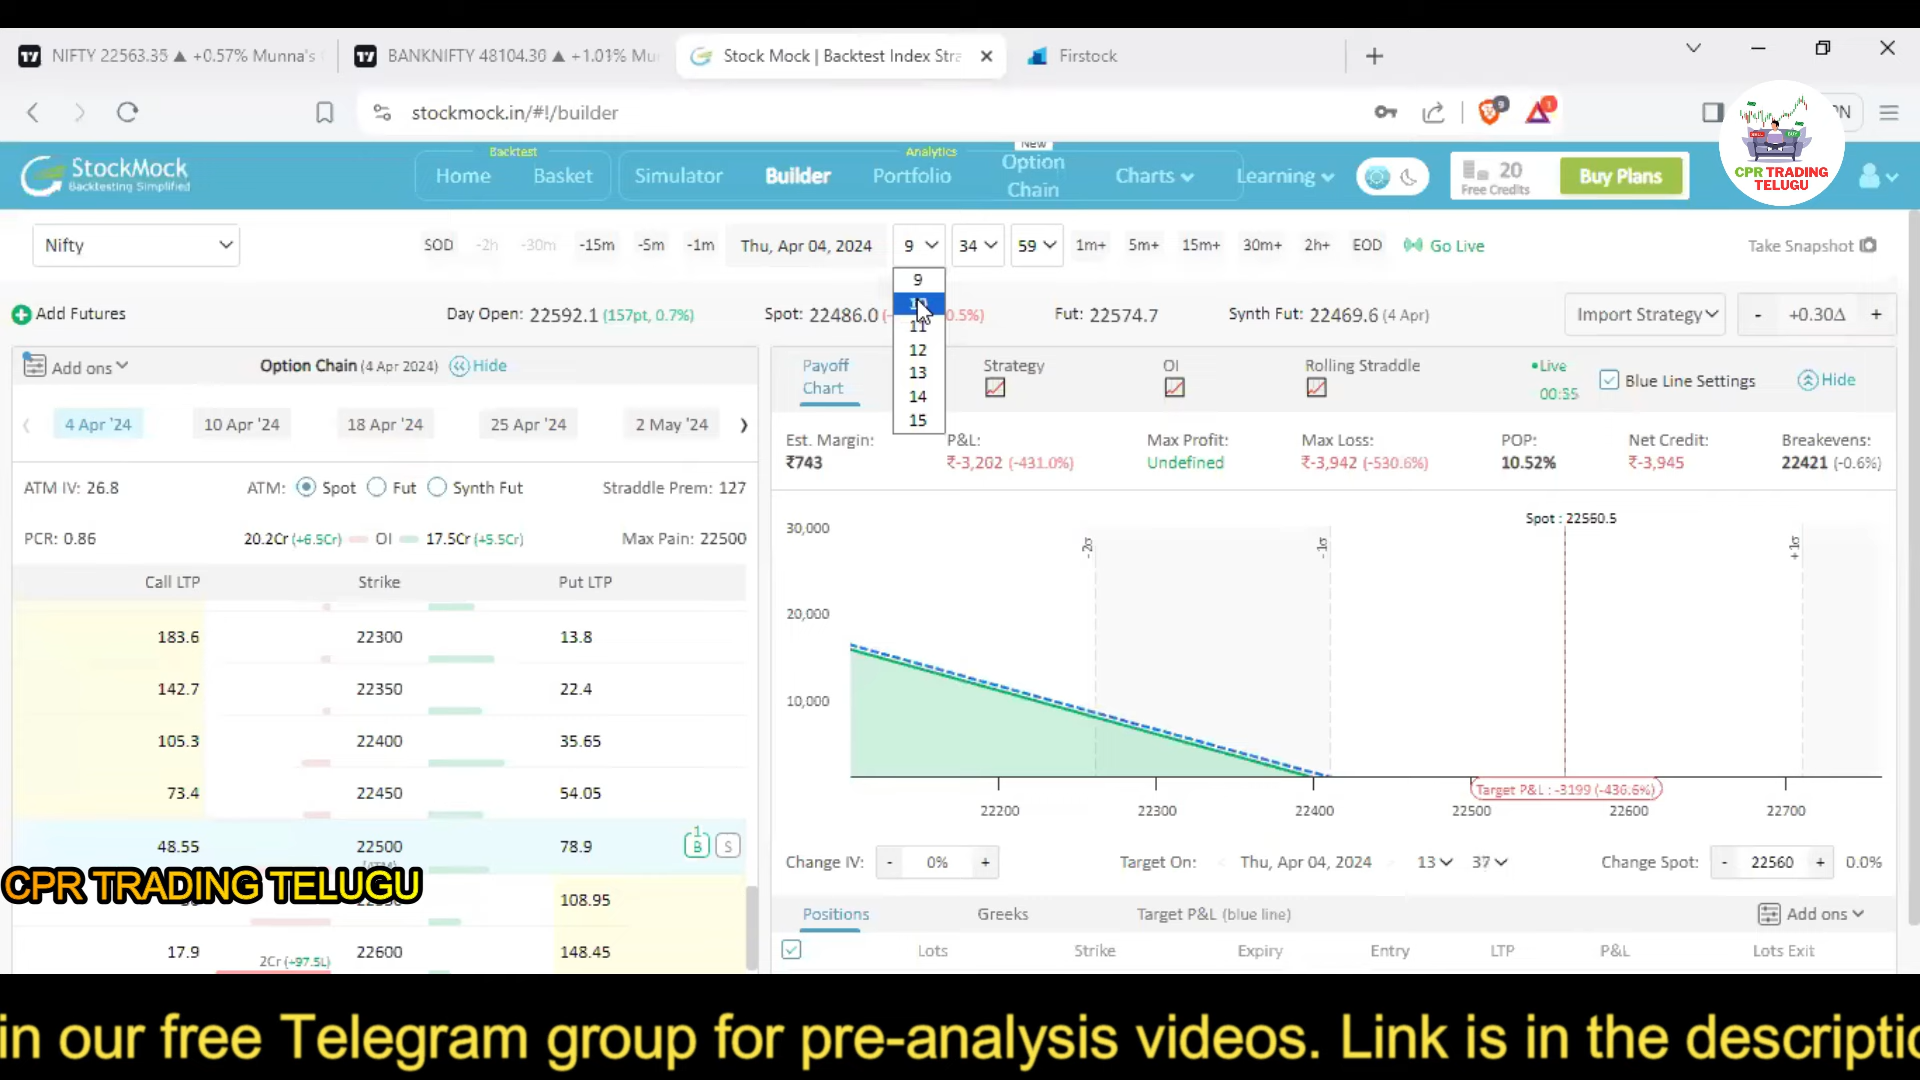 NIFTY 22563.35 ▲ +0.57% Munna's
BANKNIFTY 48104.30 ▲ +1.01% Mu
Stock Mock | Backtest Index Stra
Firstock
stockmock.in/#!/builder
9
1
StockMock
Backtesting Simplified
Backtest
Home
Basket
Simulator
Builder
Analytics
Portfolio
New
Option
Chain
Charts
Learning
20
Free Credits
Buy Plans
CPR TRADING
TELUGU
Nifty
SOD
-2h
-30m
-15m
-5m
-1m
Thu, Apr 04, 2024
9
34
59
1m+
5m+
15m+
30m+
2h+
EOD
Go Live
Take Snapshot
9
11
12
13
14
15
Add Futures
Day Open: 22592.1 (157pt, 0.7%)
Spot: 22486.0
0.5%)
Fut: 22574.7
Synth Fut: 22469.6 (4 Apr)
Import Strategy
- +0.30Δ +
Add ons
Option Chain (4 Apr 2024)
Hide
4 Apr '24
10 Apr '24
18 Apr '24
25 Apr '24
2 May '24
ATM IV: 26.8
ATM: Spot Fut Synth Fut
Straddle Prem: 127
PCR: 0.86
20.2Cr (+6.5Cr) OI 17.5Cr (+5.5Cr)
Max Pain: 22500
Call LTP Strike Put LTP
183.6 22300 13.8
142.7 22350 22.4
105.3 22400 35.65
73.4 22450 54.05
48.55 22500 78.9
1
B S
108.95
17.9 2Cr (+97.5L) 22600 148.45
CPR TRADING TELUGU
Payoff
Chart
Strategy
OI
Rolling Straddle
Live
00:55
Blue Line Settings
Hide
Est. Margin:
₹743
P&L:
₹-3,202 (-431.0%)
Max Profit:
Undefined
Max Loss:
₹-3,942 (-530.6%)
POP:
10.52%
Net Credit:
₹-3,945
Breakevens:
22421 (-0.6%)
Spot : 22560.5
30,000
20,000
10,000
-2σ
-1σ
+1σ
Target P&L : -3199 (-436.6%)
22200 22300 22400 22500 22600 22700
Change IV: - 0% +
Target On: Thu, Apr 04, 2024 13 37
Change Spot: - 22560 + 0.0%
Positions
Greeks
Target P&L (blue line)
Add ons
Lots Strike Expiry Entry LTP P&L Lots Exit
in our free Telegram group for pre-analysis videos. Link is in the descriptio